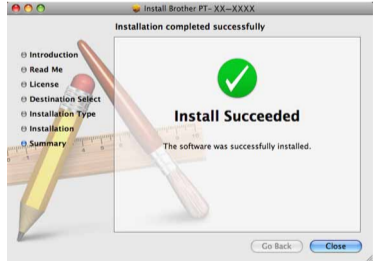 Install Brother PT- XX—XXXX
Installation completed successfully
Introduction
Read Me
License
Destination Select
Installation Type
Installation
Summary
Install Succeeded
The software was successfully installed.
Go Back
Close